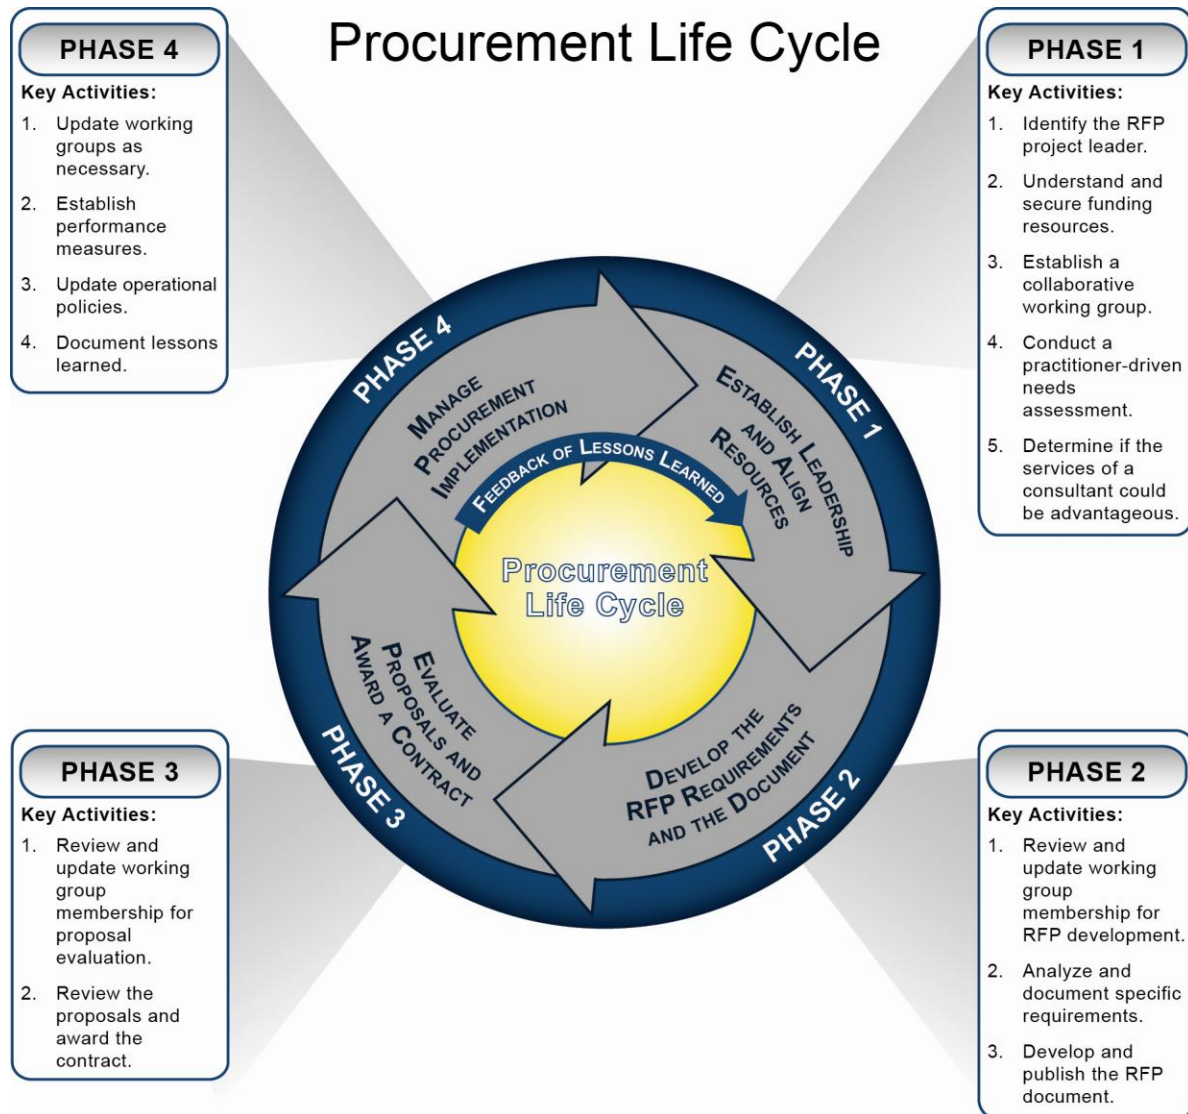 Procurement Life Cycle
PHASE 4
Key Activities:
1. Update working
groups as
necessary.
2. Establish
performance
measures.
3. Update operational
policies.
4. Document lessons
learned.
PHASE 1
Key Activities:
1. Identify the RFP
project leader.
2. Understand and
secure funding
resources.
3. Establish a
collaborative
working group.
4. Conduct a
practitioner-driven
needs
assessment.
5. Determine if the
services of a
consultant could
be advantageous.
PHASE 4
MANAGE
PROCUREMENT
IMPLEMENTATION
PHASE 1
ESTABLISH LEADERSHIP
AND ALIGN
RESOURCES
FEEDBACK OF LESSONS LEARNED
Procurement
Life Cycle
EVALUATE
PROPOSALS AND
AWARD A CONTRACT
PHASE 3
DEVELOP THE
RFP REQUIREMENTS
AND THE DOCUMENT
PHASE 2
PHASE 3
Key Activities:
1. Review and
update working
group
membership for
proposal
evaluation.
2. Review the
proposals and
award the
contract.
PHASE 2
Key Activities:
1. Review and
update working
group
membership for
RFP development.
2. Analyze and
document specific
requirements.
3. Develop and
publish the RFP
document.